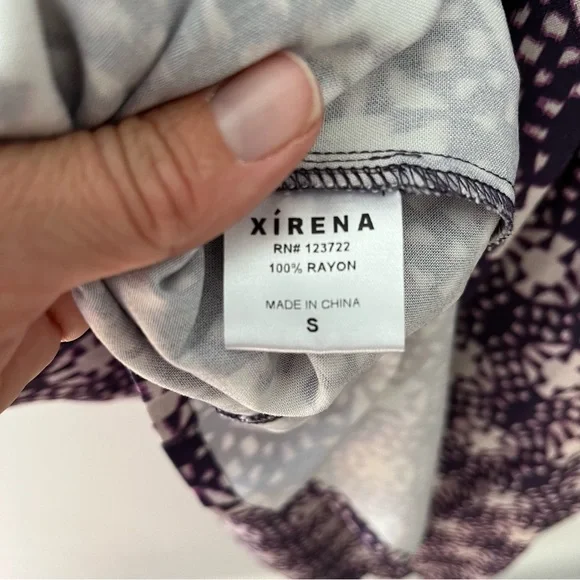 XíRENA
RN# 123722
100% RAYON
MADE IN CHINA
S